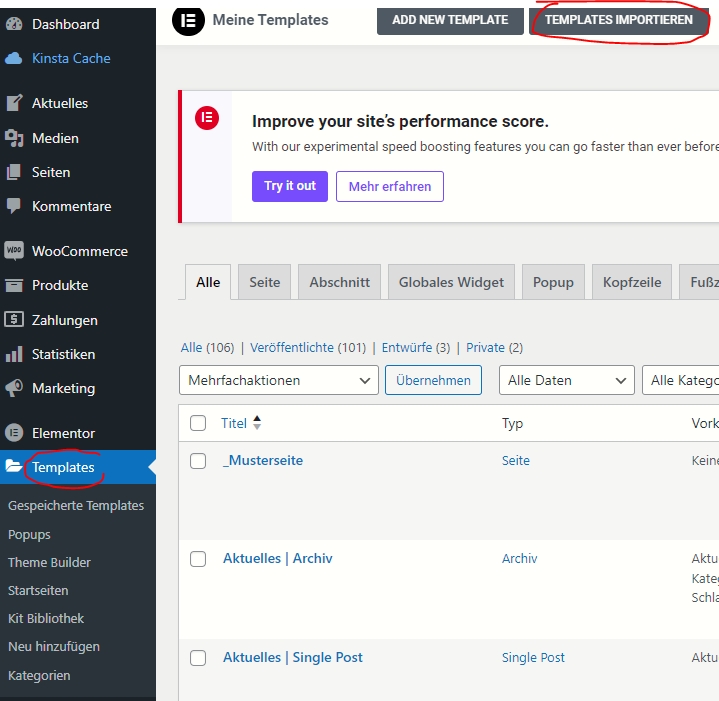 Dashboard
Kinsta Cache
Aktuelles
Medien
Seiten
Kommentare
WOO WooCommerce
Produkte
Zahlungen
Statistiken
Marketing
Elementor
Templates
Gespeicherte Templates
Popups
Theme Builder
Startseiten
Kit Bibliothek
Neu hinzufügen
Kategorien
Meine Templates
ADD NEW TEMPLATE
TEMPLATES IMPORTIEREN
Improve your site’s performance score.
With our experimental speed boosting features you can go faster than ever before
Try it out
Mehr erfahren
Alle Seite Abschnitt Globales Widget Popup Kopfzeile Fußz
Alle (106) | Veröffentlichte (101) | Entwürfe (3) | Private (2)
Mehrfachaktionen Übernehmen Alle Daten Alle Katego
Titel Typ Vork
_Musterseite Seite Keine
Aktuelles | Archiv Archiv Aktu
Kateg
Schla
Aktuelles | Single Post Single Post Aktu